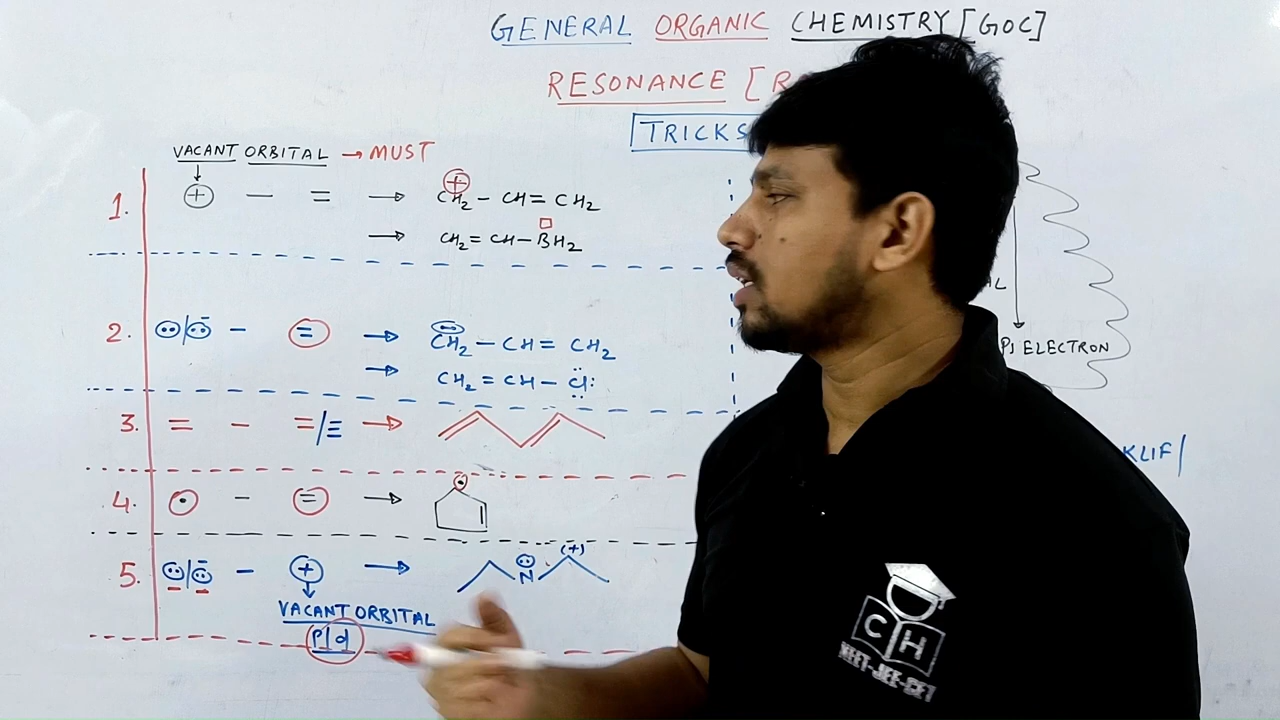 GENERAL ORGANIC CHEMISTRY [GOC]
RESONANCE [R
TRICKS
VACANT ORBITAL → MUST
1. ⊕ — = → CH₂ – CH = CH₂
→ CH₂ = CH – BH₂
2. ••/••̄ – = → CH₂ – CH = CH₂
→ CH₂ = CH – Cl:
3. = – =/≡ →
4. • – = →
5. ••/••̄ – + → N (+)
VACANT ORBITAL
P/d
PI ELECTRON
KLIF/
CH
NEET-JEE-CET